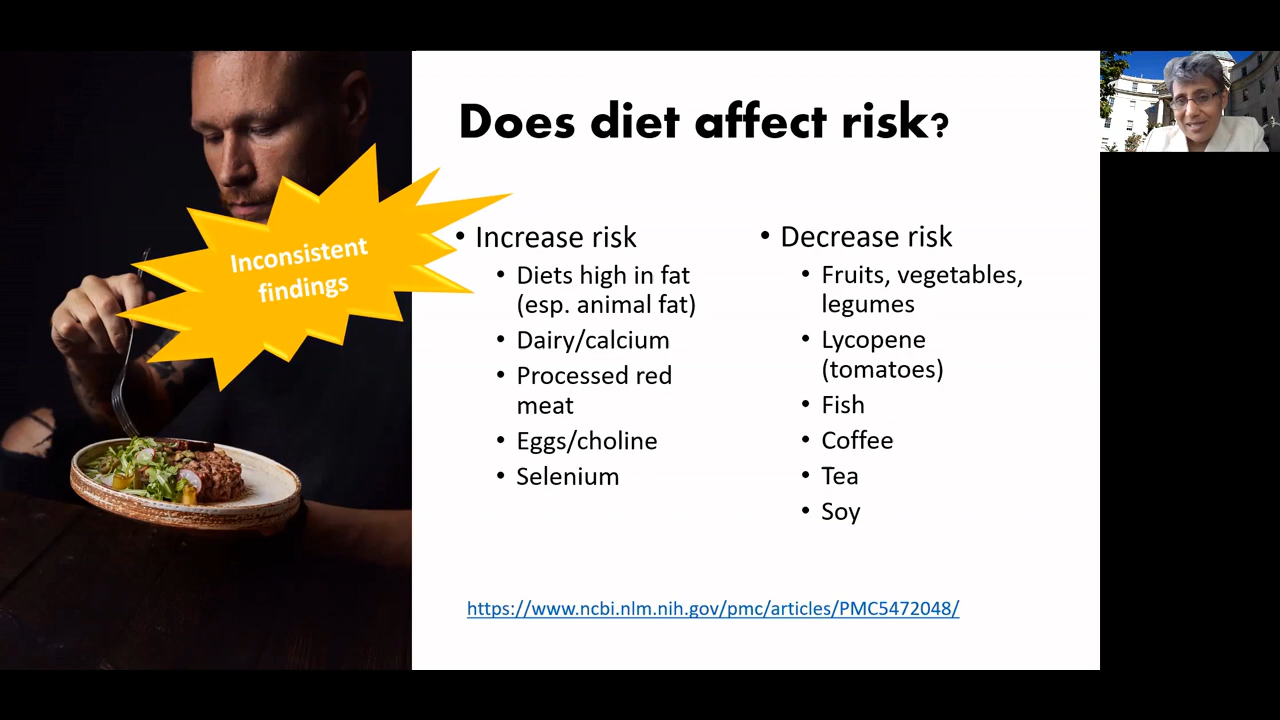 Does diet affect risk?
Inconsistent
findings
• Increase risk
• Diets high in fat
(esp. animal fat)
• Dairy/calcium
• Processed red
meat
• Eggs/choline
• Selenium
• Decrease risk
• Fruits, vegetables,
legumes
• Lycopene
(tomatoes)
• Fish
• Coffee
• Tea
• Soy
https://www.ncbi.nlm.nih.gov/pmc/articles/PMC5472048/